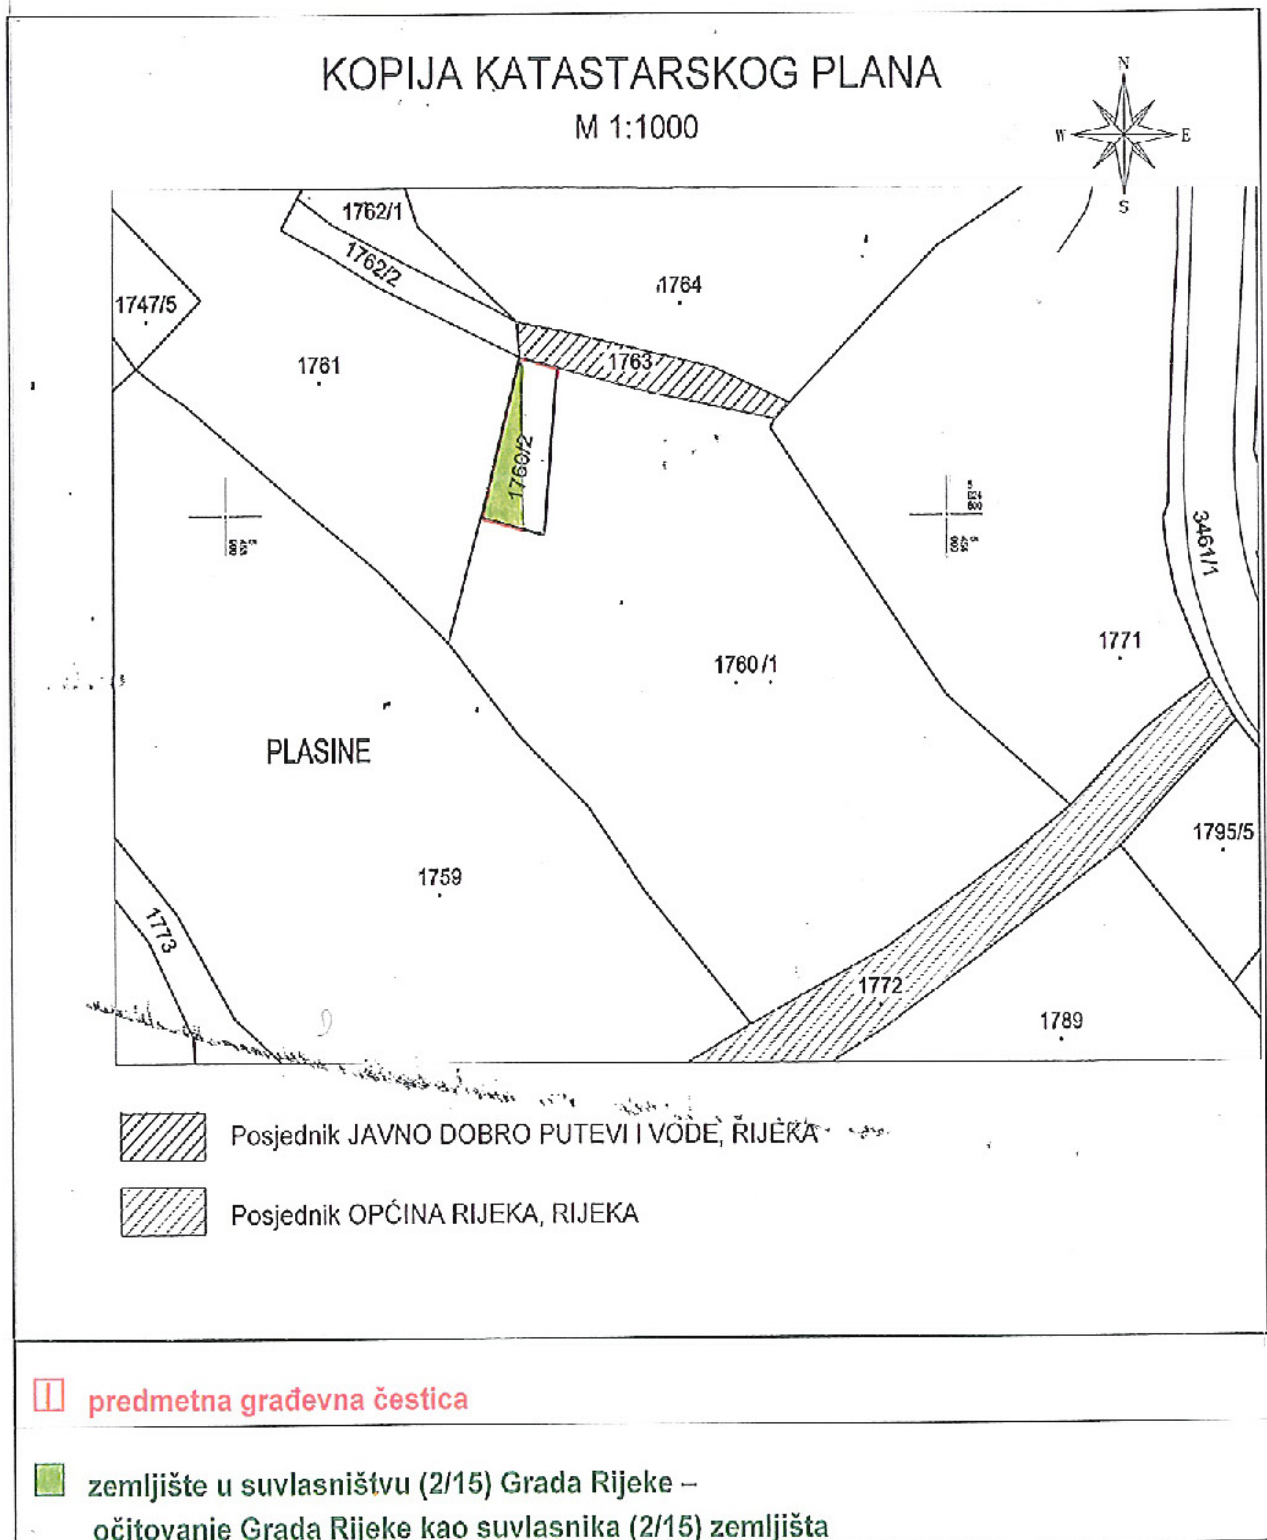 KOPIJA KATASTARSKOG PLANA
M 1:1000
N
W E
S
1762/1
1762/2
1764
1747/5
1761
1763
1760/2
3461/1
1771
1760/1
PLASINE
1795/5
1759
1773
1772
1789
Posjednik JAVNO DOBRO PUTEVI I VODE, RIJEKA
Posjednik OPĆINA RIJEKA, RIJEKA
predmetna građevna čestica
zemljište u suvlasništvu (2/15) Grada Rijeke –
očitovanje Grada Rijeke kao suvlasnika (2/15) zemljišta